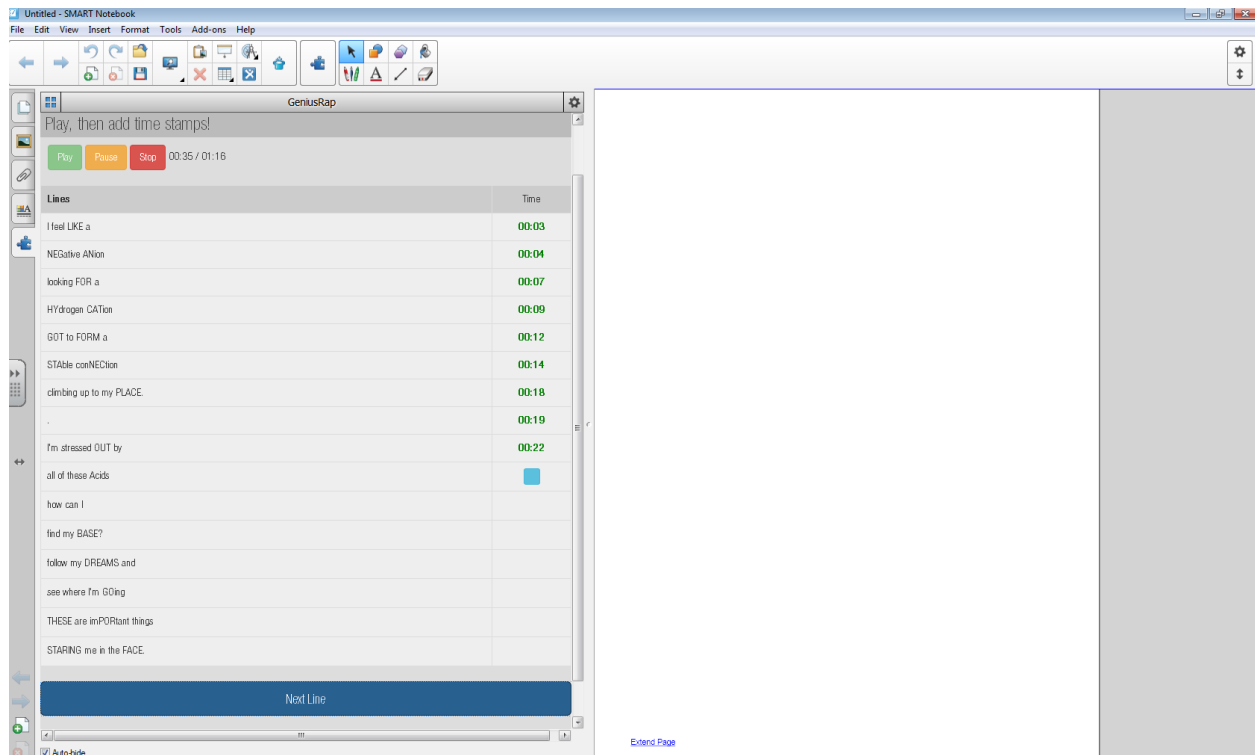 Untitled - SMART Notebook
File Edit View Insert Format Tools Add-ons Help
GeniusRap
Play, then add time stamps!
Play Pause Stop 00:35 / 01:16
Lines Time
I feel LIKE a 00:03
NEGative ANion 00:04
looking FOR a 00:07
HYdrogen CATion 00:09
GOT to FORM a 00:12
STAble conNECtion 00:14
climbing up to my PLACE. 00:18
. 00:19
I'm stressed OUT by 00:22
all of these Acids
how can I
find my BASE?
follow my DREAMS and
see where I'm GOing
THESE are imPORtant things
STARING me in the FACE.
Next Line
Extend Page
Auto-hide